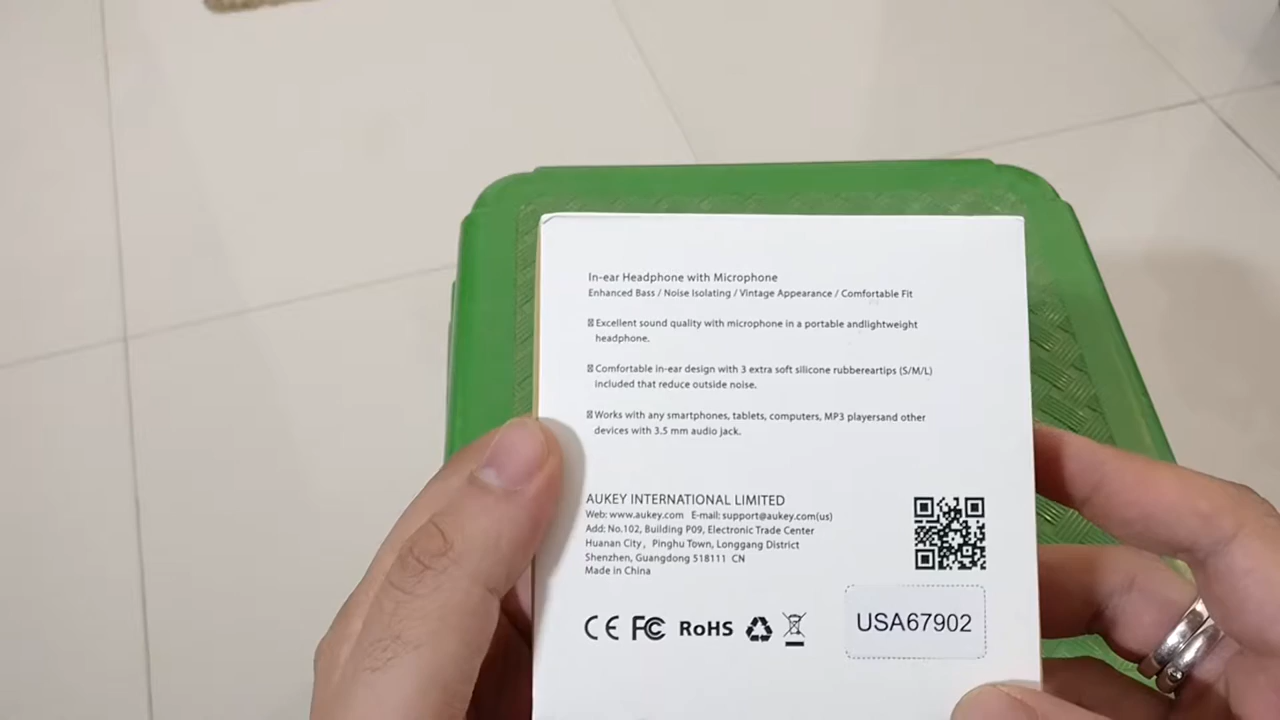 In-ear Headphone with Microphone
Enhanced Bass / Noise Isolating / Vintage Appearance / Comfortable Fit
Excellent sound quality with microphone in a portable andlightweight
headphone.
Comfortable in-ear design with 3 extra soft silicone rubbereartips (S/M/L)
included that reduce outside noise.
Works with any smartphones, tablets, computers, MP3 playersand other
devices with 3.5 mm audio jack.
AUKEY INTERNATIONAL LIMITED
Web: www.aukey.com E-mail: support@aukey.com(us)
Add: No.102, Building P09, Electronic Trade Center
Huanan City, Pinghu Town, Longgang District
Shenzhen, Guangdong 518111 CN
Made in China
CE FC RoHS
USA67902